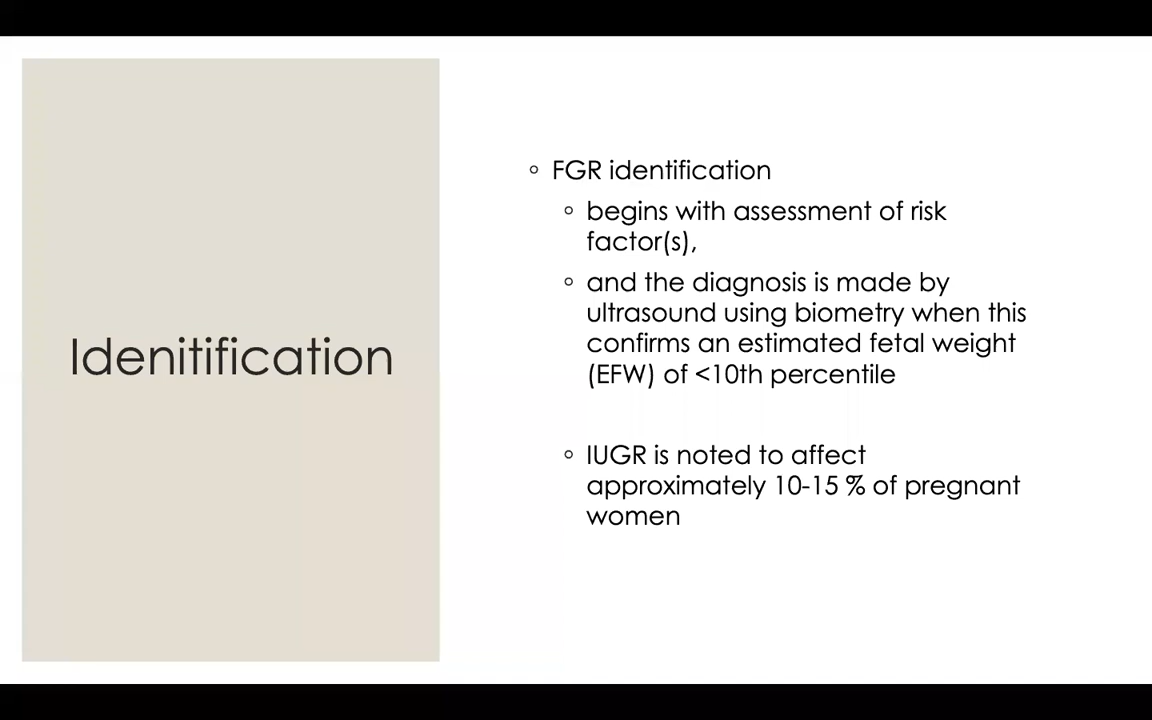 Idenitification
FGR identification
begins with assessment of risk
factor(s),
and the diagnosis is made by
ultrasound using biometry when this
confirms an estimated fetal weight
(EFW) of <10th percentile
IUGR is noted to affect
approximately 10-15 % of pregnant
women